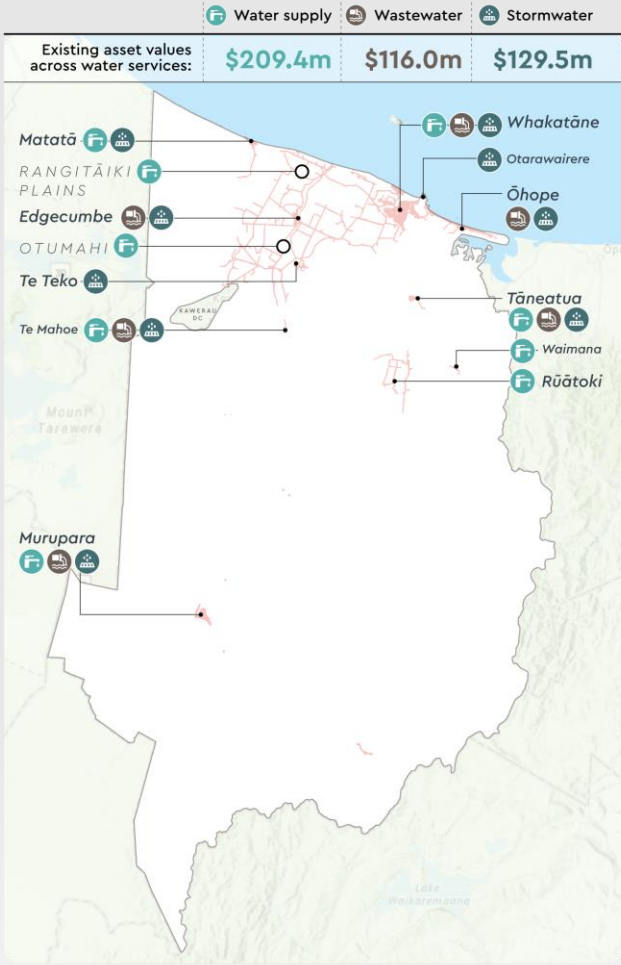 Water supply
Wastewater
Stormwater
Existing asset values
across water services:
$209.4m
$116.0m
$129.5m
Matatā
RANGITĀIKI
PLAINS
Edgecumbe
OTUMAHI
Te Teko
Te Mahoe
KAWERAU
DC
Whakatāne
Otarawairere
Ōhope
Tāneatua
Waimana
Rūātoki
Mount
Tarawera
Murupara
Lake
Waikaremoana